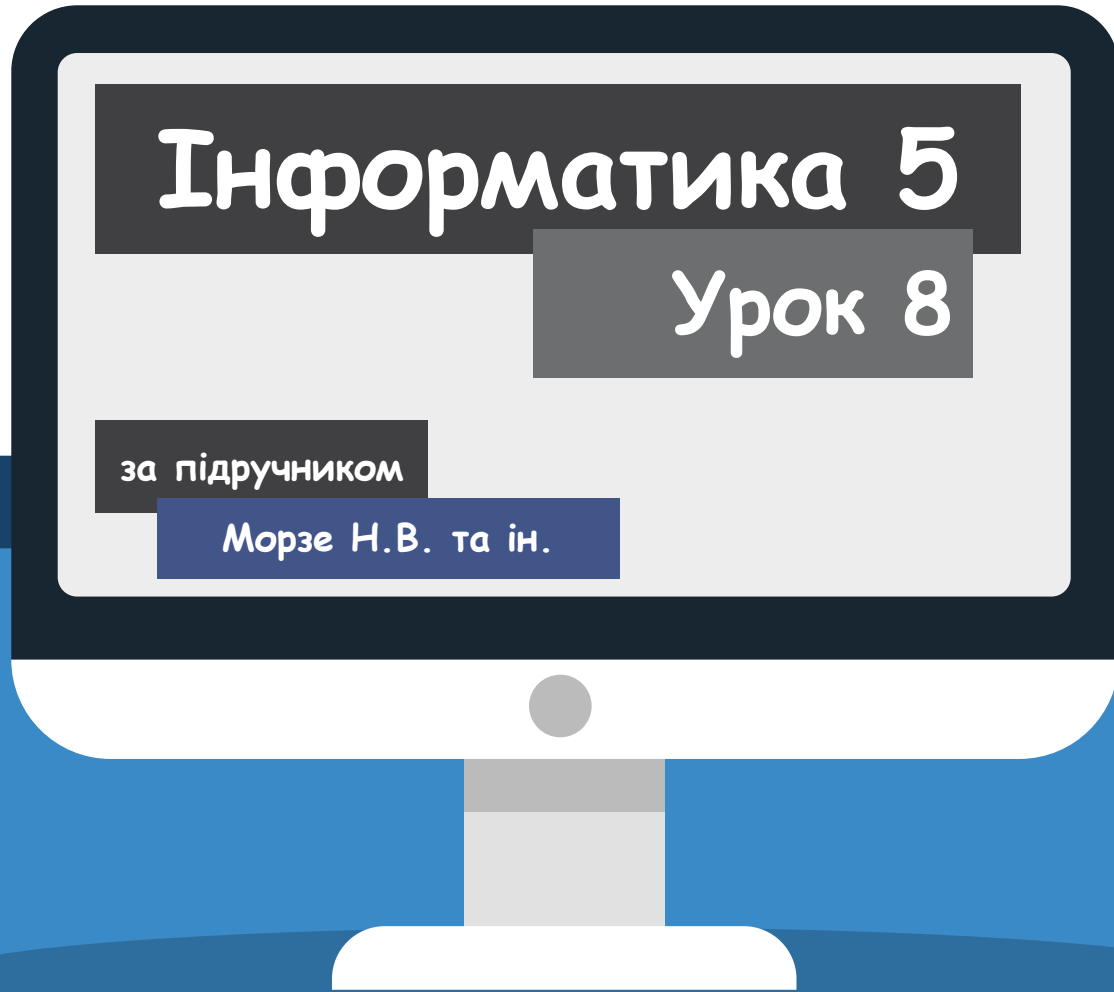 Інформатика 5
Урок 8
за підручником
Морзе Н.В. та ін.